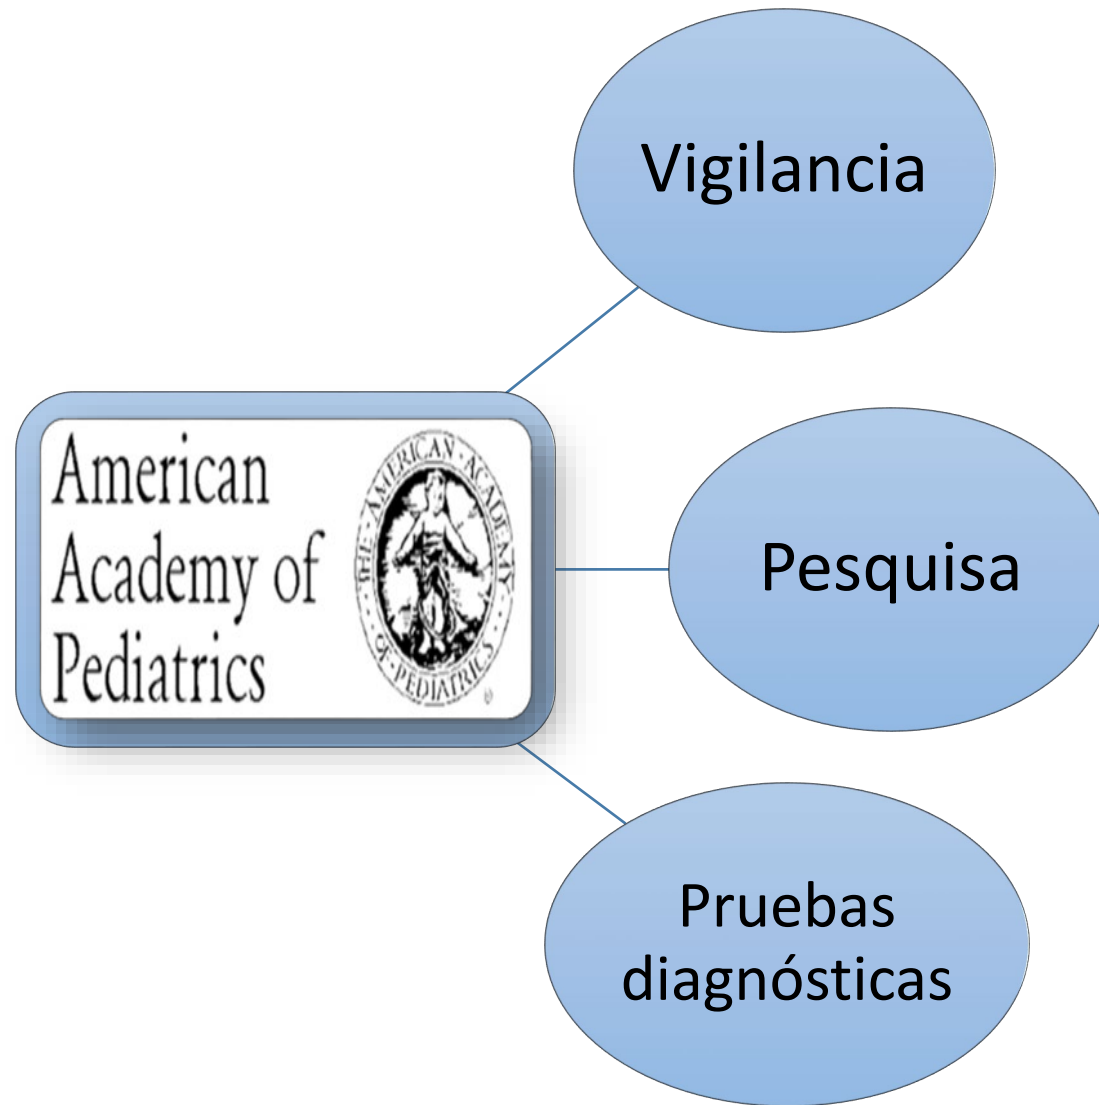 Vigilancia
American
Academy of
Pediatrics
THE · AMERICAN · ACADEMY
· OF · PEDIATRICS ·
®
Pesquisa
Pruebas
diagnósticas